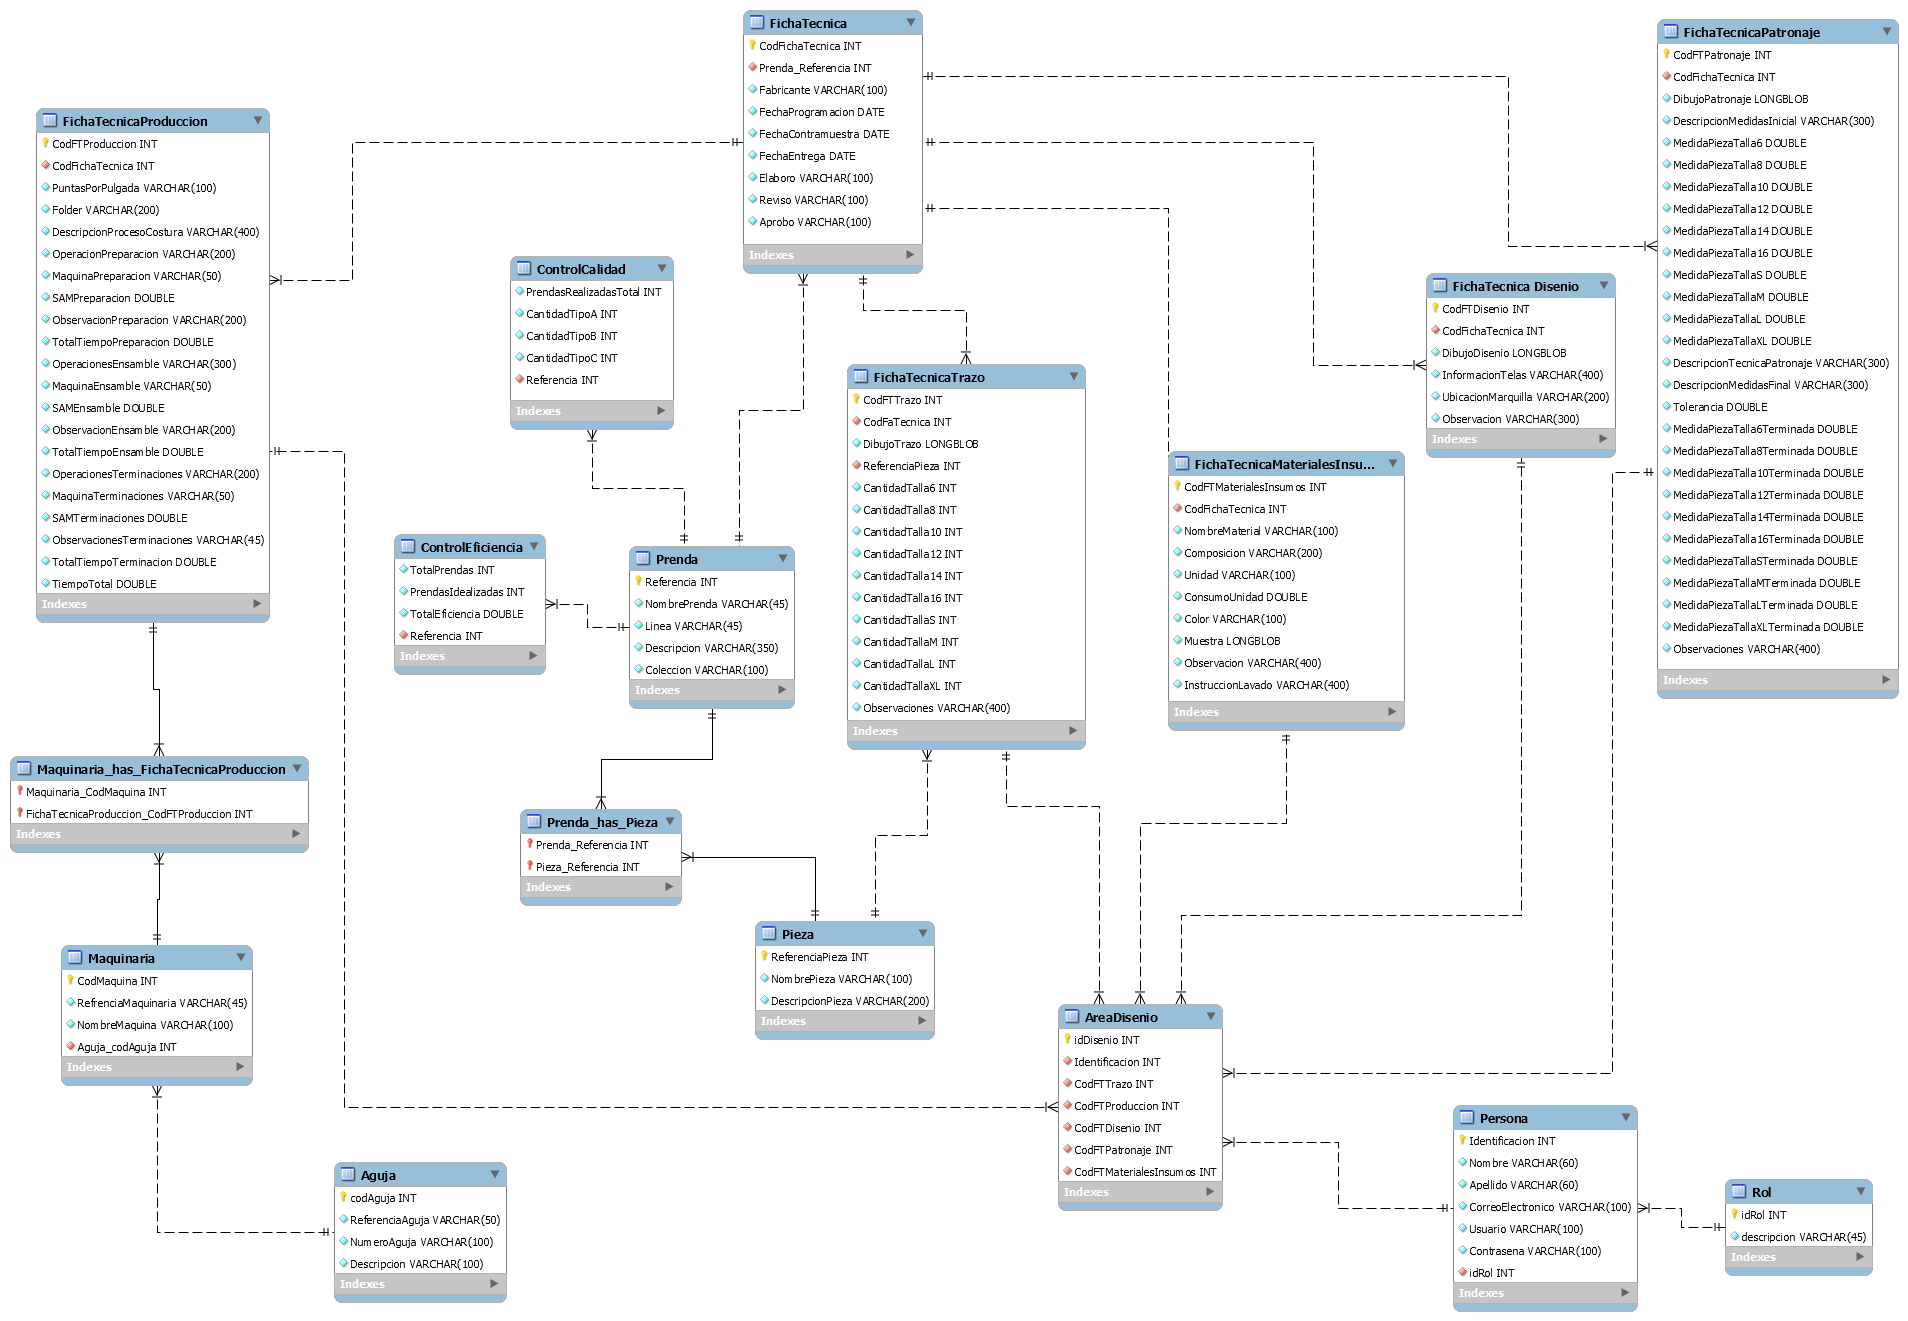 FichaTecnica
CodFichaTecnica INT
Prenda_Referencia INT
Fabricante VARCHAR(100)
FechaProgramacion DATE
FechaContramuestra DATE
FechaEntrega DATE
Elaboro VARCHAR(100)
Reviso VARCHAR(100)
Aprobo VARCHAR(100)
Indexes
FichaTecnicaPatronaje
CodFTPatronaje INT
CodFichaTecnica INT
DibujoPatronaje LONGBLOB
DescripcionMedidasInicial VARCHAR(300)
MedidaPiezaTalla6 DOUBLE
MedidaPiezaTalla8 DOUBLE
MedidaPiezaTalla10 DOUBLE
MedidaPiezaTalla12 DOUBLE
MedidaPiezaTalla14 DOUBLE
MedidaPiezaTalla16 DOUBLE
MedidaPiezaTallaS DOUBLE
MedidaPiezaTallaM DOUBLE
MedidaPiezaTallaL DOUBLE
MedidaPiezaTallaXL DOUBLE
DescripcionTecnicaPatronaje VARCHAR(300)
DescripcionMedidasFinal VARCHAR(300)
Tolerancia DOUBLE
MedidaPiezaTalla6Terminada DOUBLE
MedidaPiezaTalla8Terminada DOUBLE
MedidaPiezaTalla10Terminada DOUBLE
MedidaPiezaTalla12Terminada DOUBLE
MedidaPiezaTalla14Terminada DOUBLE
MedidaPiezaTalla16Terminada DOUBLE
MedidaPiezaTallaSTerminada DOUBLE
MedidaPiezaTallaMTerminada DOUBLE
MedidaPiezaTallaLTerminada DOUBLE
MedidaPiezaTallaXLTerminada DOUBLE
Observaciones VARCHAR(400)
Indexes
FichaTecnicaProduccion
CodFTProduccion INT
CodFichaTecnica INT
PuntasPorPulgada VARCHAR(100)
Folder VARCHAR(200)
DescripcionProcesoCostura VARCHAR(400)
OperacionPreparacion VARCHAR(200)
MaquinaPreparacion VARCHAR(50)
SAMPreparacion DOUBLE
ObservacionPreparacion VARCHAR(200)
TotalTiempoPreparacion DOUBLE
OperacionesEnsamble VARCHAR(300)
MaquinaEnsamble VARCHAR(50)
SAMEnsamble DOUBLE
ObservacionEnsamble VARCHAR(200)
TotalTiempoEnsamble DOUBLE
OperacionesTerminaciones VARCHAR(200)
MaquinaTerminaciones VARCHAR(50)
SAMTerminaciones DOUBLE
ObservacionesTerminaciones VARCHAR(45)
TotalTiempoTerminacion DOUBLE
TiempoTotal DOUBLE
Indexes
ControlCalidad
PrendasRealizadasTotal INT
CantidadTipoA INT
CantidadTipoB INT
CantidadTipoC INT
Referencia INT
Indexes
FichaTecnica Disenio
CodFTDisenio INT
CodFichaTecnica INT
DibujoDisenio LONGBLOB
InformacionTelas VARCHAR(400)
UbicacionMarquilla VARCHAR(200)
Observacion VARCHAR(300)
Indexes
FichaTecnicaTrazo
CodFTTrazo INT
CodFaTecnica INT
DibujoTrazo LONGBLOB
ReferenciaPieza INT
CantidadTalla6 INT
CantidadTalla8 INT
CantidadTalla10 INT
CantidadTalla12 INT
CantidadTalla14 INT
CantidadTalla16 INT
CantidadTallaS INT
CantidadTallaM INT
CantidadTallaL INT
CantidadTallaXL INT
Observaciones VARCHAR(400)
Indexes
FichaTecnicaMaterialesInsu...
CodFTMaterialesInsumos INT
CodFichaTecnica INT
NombreMaterial VARCHAR(100)
Composicion VARCHAR(200)
Unidad VARCHAR(100)
ConsumoUnidad DOUBLE
Color VARCHAR(100)
Muestra LONGBLOB
Observacion VARCHAR(400)
InstruccionLavado VARCHAR(400)
Indexes
ControlEficiencia
TotalPrendas INT
PrendasIdealizadas INT
TotalEficiencia DOUBLE
Referencia INT
Indexes
Prenda
Referencia INT
NombrePrenda VARCHAR(45)
Linea VARCHAR(45)
Descripcion VARCHAR(350)
Coleccion VARCHAR(100)
Indexes
Maquinaria_has_FichaTecnicaProduccion
Maquinaria_CodMaquina INT
FichaTecnicaProduccion_CodFTProduccion INT
Indexes
Prenda_has_Pieza
Prenda_Referencia INT
Pieza_Referencia INT
Indexes
Pieza
ReferenciaPieza INT
NombrePieza VARCHAR(100)
DescripcionPieza VARCHAR(200)
Indexes
Maquinaria
CodMaquina INT
RefrenciaMaquinaria VARCHAR(45)
NombreMaquina VARCHAR(100)
Aguja_codAguja INT
Indexes
AreaDisenio
idDisenio INT
Identificacion INT
CodFTTrazo INT
CodFTProduccion INT
CodFTDisenio INT
CodFTPatronaje INT
CodFTMaterialesInsumos INT
Indexes
Aguja
codAguja INT
ReferenciaAguja VARCHAR(50)
NumeroAguja VARCHAR(100)
Descripcion VARCHAR(100)
Indexes
Persona
Identificacion INT
Nombre VARCHAR(60)
Apellido VARCHAR(60)
CorreoElectronico VARCHAR(100)
Usuario VARCHAR(100)
Contrasena VARCHAR(100)
idRol INT
Indexes
Rol
idRol INT
descripcion VARCHAR(45)
Indexes